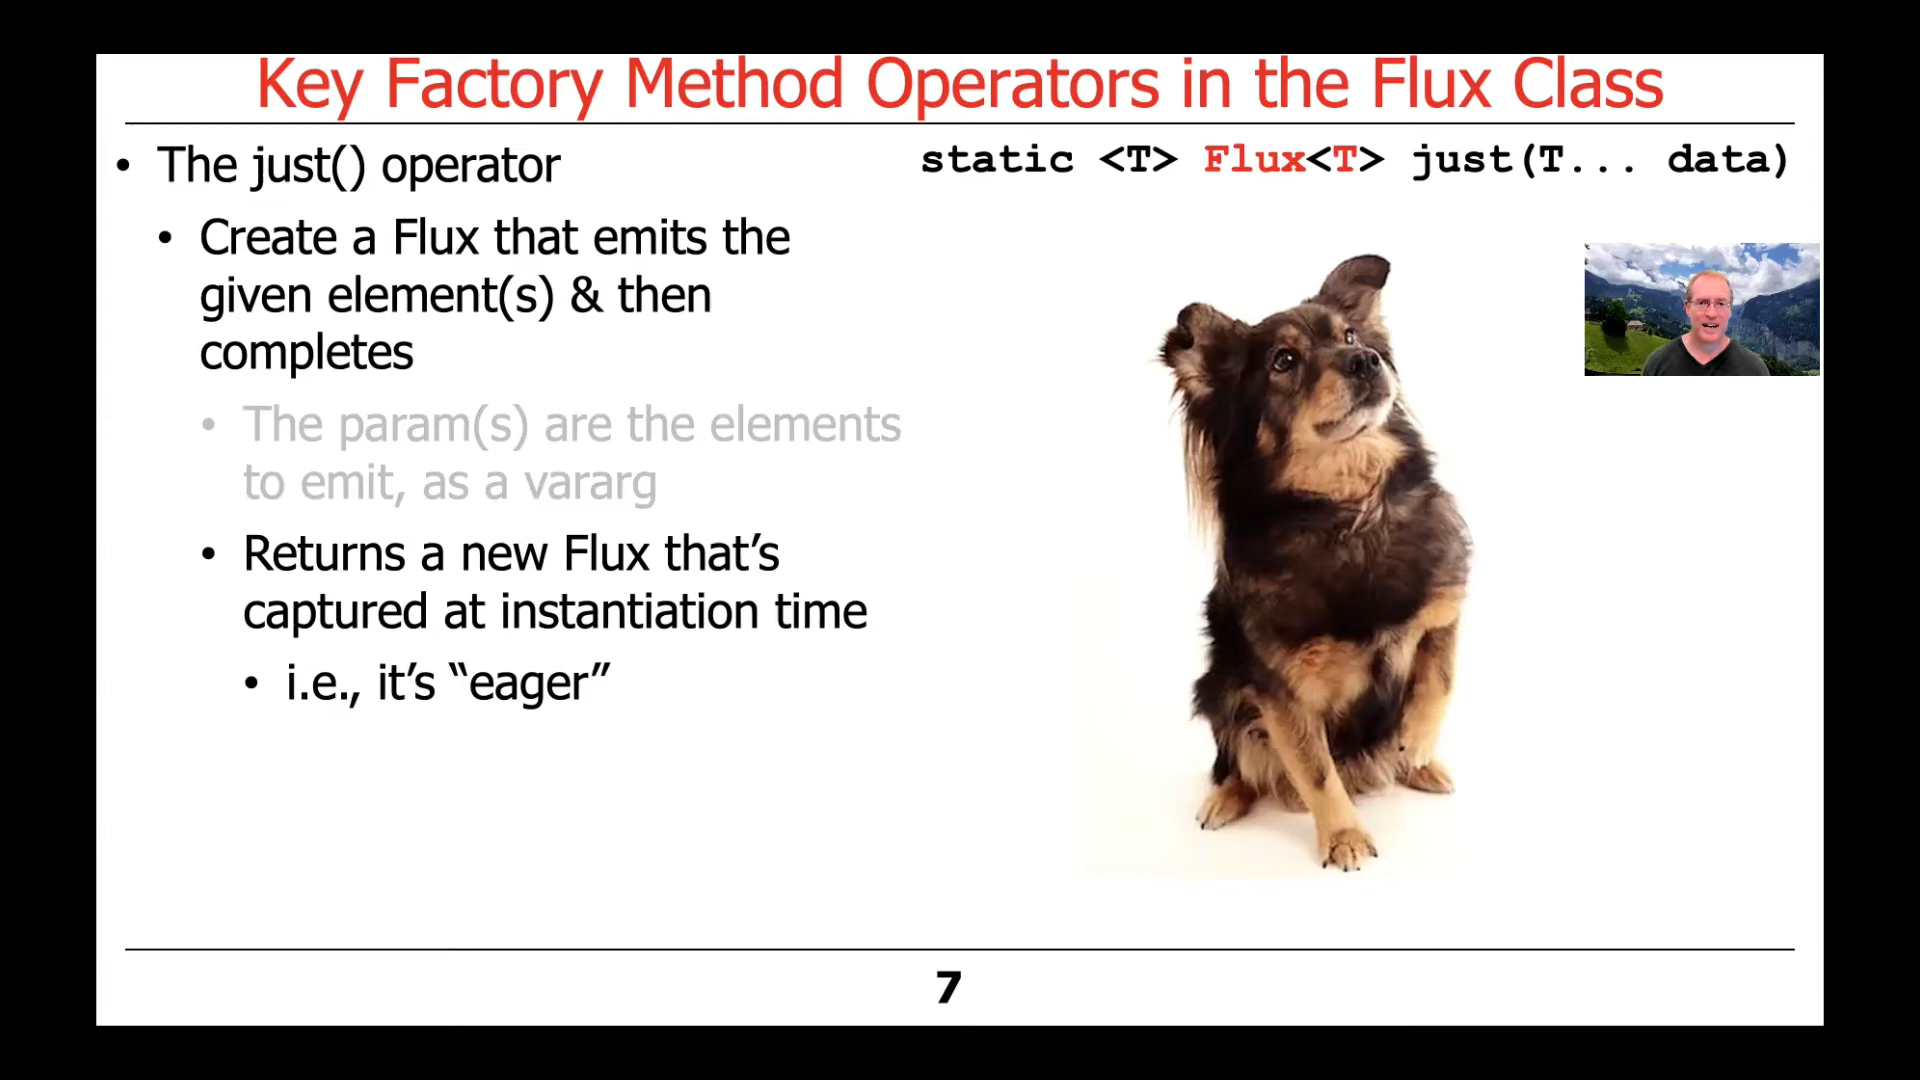 Key Factory Method Operators in the Flux Class
• The just() operator
static <T> Flux<T> just(T... data)
• Create a Flux that emits the
given element(s) & then
completes
• The param(s) are the elements
to emit, as a vararg
• Returns a new Flux that’s
captured at instantiation time
• i.e., it’s “eager”
7